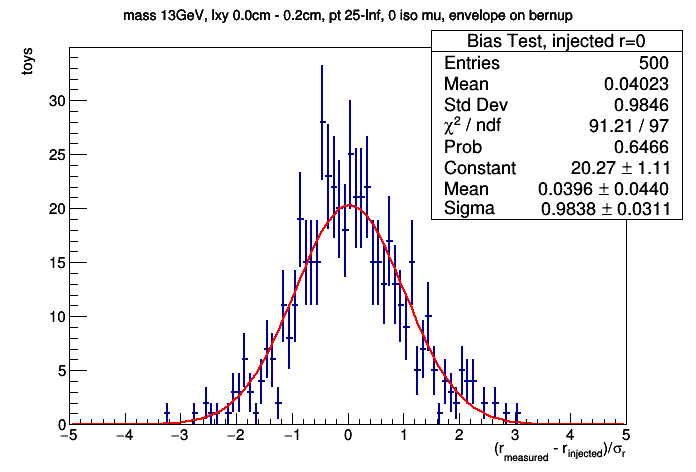 mass 13GeV, lxy 0.0cm - 0.2cm, pt 25-Inf, 0 iso mu, envelope on bernup
Bias Test, injected r=0
Entries 500
Mean 0.04023
Std Dev 0.9846
χ² / ndf 91.21 / 97
Prob 0.6466
Constant 20.27 ± 1.11
Mean 0.0396 ± 0.0440
Sigma 0.9838 ± 0.0311
toys
30
25
20
15
10
5
0
−5 −4 −3 −2 −1 0 1 2 3 4 5
(r_measured - r_injected)/σ_r